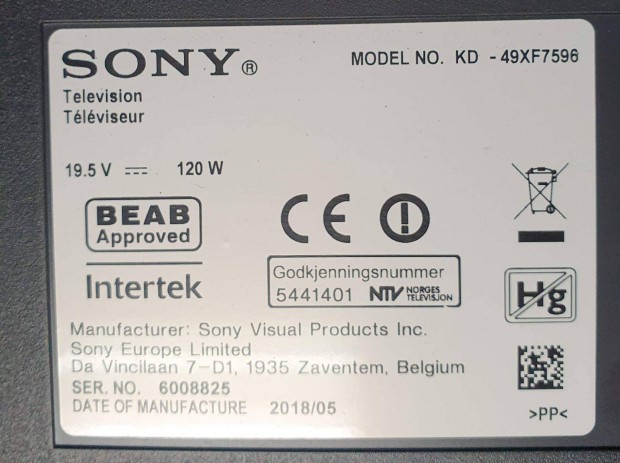 SONY®
MODEL NO. KD - 49XF7596
Television
Téléviseur
19.5 V 120 W
BEAB
Approved
CE
Intertek
Godkjenningsnummer
5441401 NTV NORGES
TELEVISJON
Hg
Manufacturer: Sony Visual Products Inc.
Sony Europe Limited
Da Vincilaan 7-D1, 1935 Zaventem, Belgium
SER. NO. 6008825
DATE OF MANUFACTURE 2018/05
>PP<